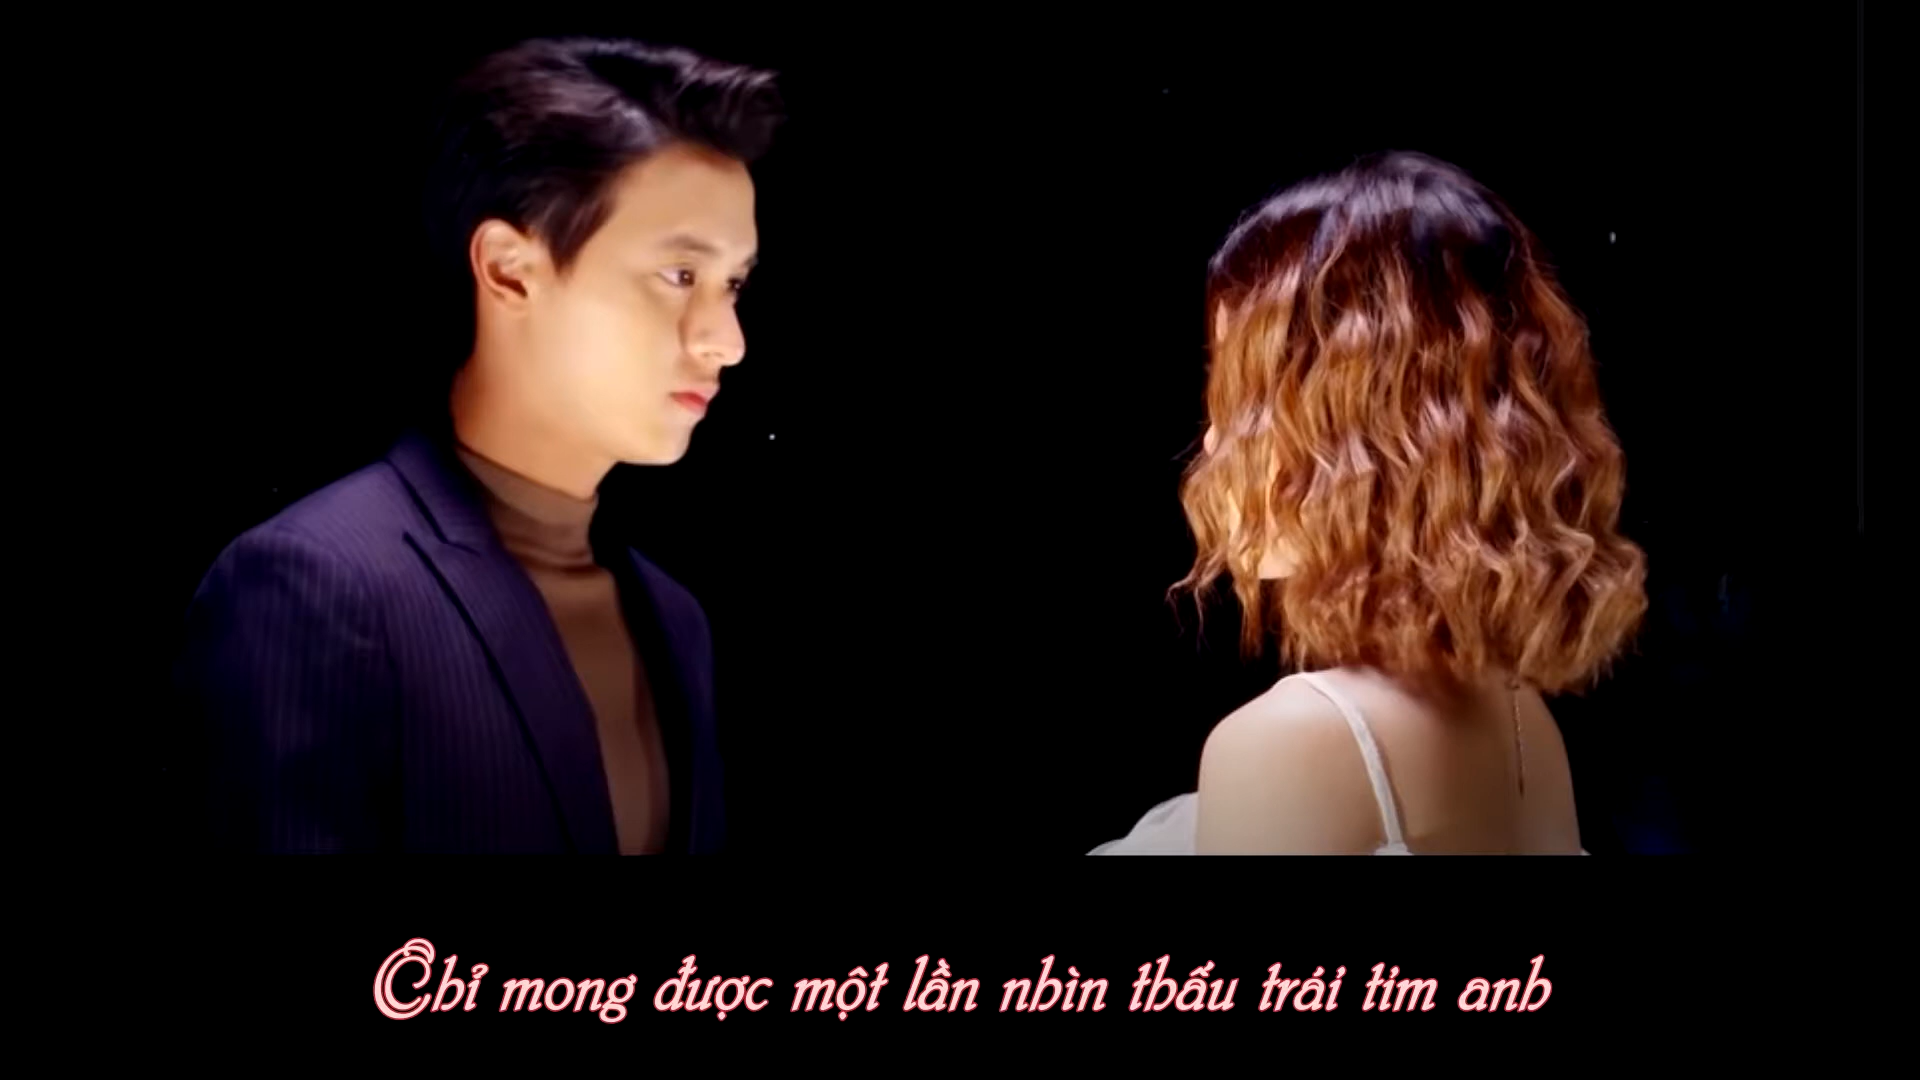 Chỉ mong được một lần nhìn thấu trái tim anh